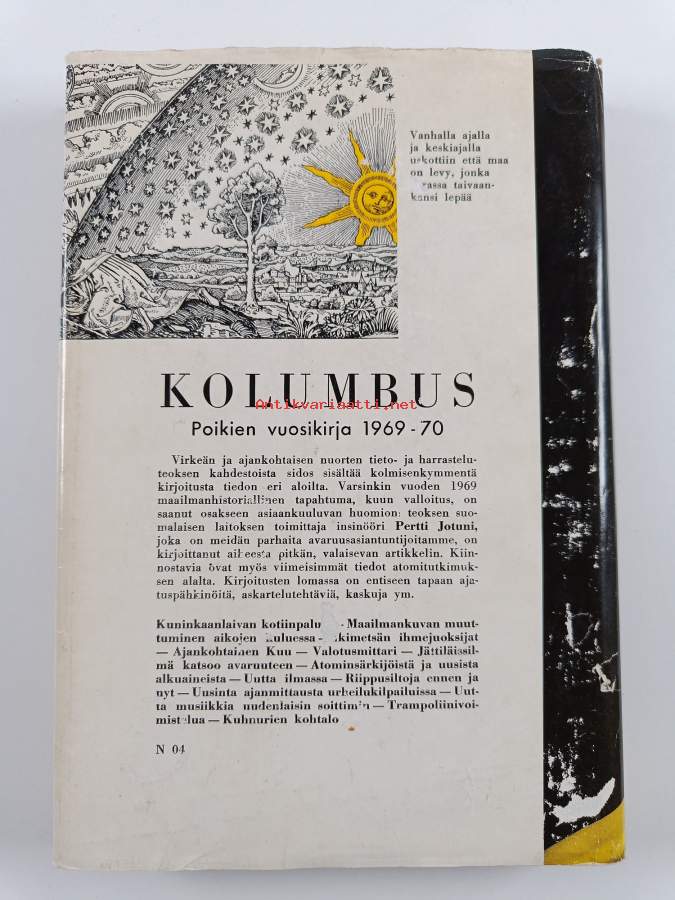 Vanhalla ajalla
ja keskiajalla
uskottiin että maa
on levy, jonka
taivaan-
kansi lepää
KOLUMBUS
Antikvariaatti.net
Poikien vuosikirja 1969-70
Virkeän ja ajankohtaisen nuorten tieto- ja harrastelu-
teoksen kahdestoista sidos sisältää kolmisenkymmentä
kirjoitusta tiedon eri aloilta. Varsinkin vuoden 1969
maailmanhistoriallinen tapahtuma, kuun valloitus, on
saanut osakseen asiaankuuluvan huomion: teoksen suo-
malaisen laitoksen toimittaja insinööri Pertti Jotuni,
joka on meidän parhaita avaruusasiantuntijoitamme, on
kirjoittanut aiheesta pitkän, valaisevan artikkelin. Kiin-
nostavia ovat myös viimeisimmät tiedot atomitutkimuk-
sen alalta. Kirjoitusten lomassa on entiseen tapaan aja-
tuspähkinöitä, askartelutehtäviä, kaskuja ym.
Kuninkaanlaivan kotiinpaluu - Maailmankuvan muut-
tuminen aikojen kuluessa - ihmejuoksijat
— Ajankohtainen Kuu — Valotusmittari — Jättiläissil-
mä katsoo avaruuteen — Atominsärkijöistä ja uusista
alkuaineista — Uutta ilmassa — Riippusiltoja ennen ja
nyt — Uusinta ajanmittausta urheilukilpailuissa — Uut-
ta musiikkia uudenlaisin soittimin — Trampoliinivoi-
mistelua — Kuhnurien kohtalo
N 04